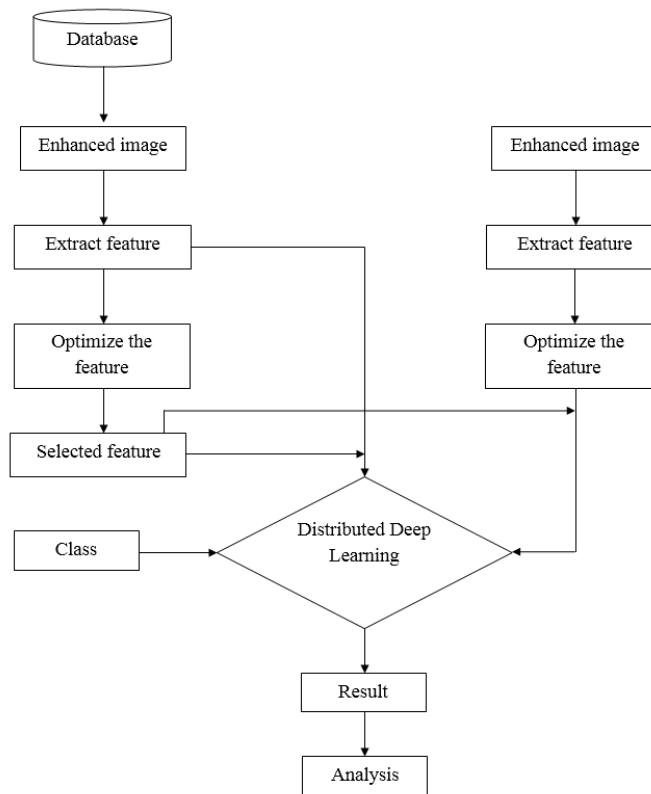 Database
Enhanced image
Enhanced image
Extract feature
Extract feature
Optimize the
feature
Optimize the
feature
Selected feature
Class
Distributed Deep
Learning
Result
Analysis